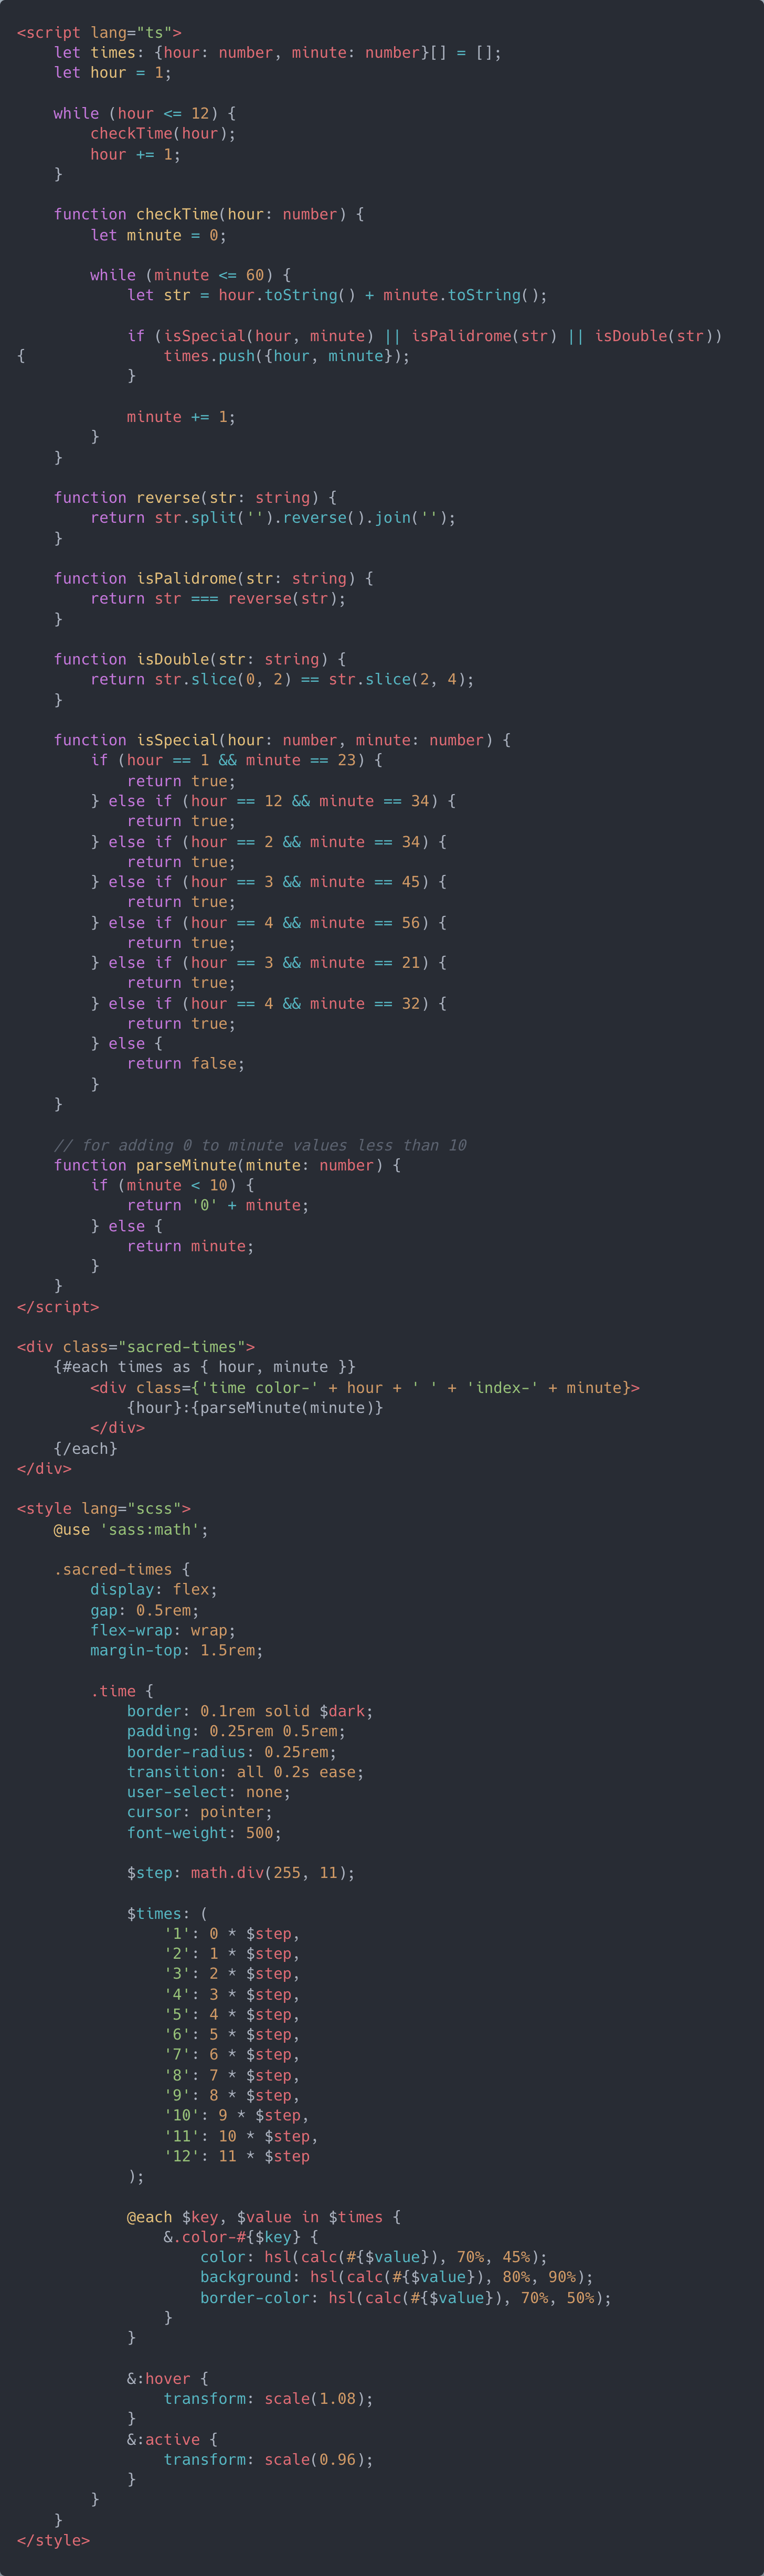 <script lang="ts">
    let times: {hour: number, minute: number}[] = [];
    let hour = 1;

    while (hour <= 12) {
        checkTime(hour);
        hour += 1;
    }

    function checkTime(hour: number) {
        let minute = 0;

        while (minute <= 60) {
            let str = hour.toString() + minute.toString();

            if (isSpecial(hour, minute) || isPalidrome(str) || isDouble(str))
{               times.push({hour, minute});
            }

            minute += 1;
        }
    }

    function reverse(str: string) {
        return str.split('').reverse().join('');
    }

    function isPalidrome(str: string) {
        return str === reverse(str);
    }

    function isDouble(str: string) {
        return str.slice(0, 2) == str.slice(2, 4);
    }

    function isSpecial(hour: number, minute: number) {
        if (hour == 1 && minute == 23) {
            return true;
        } else if (hour == 12 && minute == 34) {
            return true;
        } else if (hour == 2 && minute == 34) {
            return true;
        } else if (hour == 3 && minute == 45) {
            return true;
        } else if (hour == 4 && minute == 56) {
            return true;
        } else if (hour == 3 && minute == 21) {
            return true;
        } else if (hour == 4 && minute == 32) {
            return true;
        } else {
            return false;
        }
    }

    // for adding 0 to minute values less than 10
    function parseMinute(minute: number) {
        if (minute < 10) {
            return '0' + minute;
        } else {
            return minute;
        }
    }
</script>

<div class="sacred-times">
    {#each times as { hour, minute }}
        <div class={'time color-' + hour + ' ' + 'index-' + minute}>
            {hour}:{parseMinute(minute)}
        </div>
    {/each}
</div>

<style lang="scss">
    @use 'sass:math';

    .sacred-times {
        display: flex;
        gap: 0.5rem;
        flex-wrap: wrap;
        margin-top: 1.5rem;

        .time {
            border: 0.1rem solid $dark;
            padding: 0.25rem 0.5rem;
            border-radius: 0.25rem;
            transition: all 0.2s ease;
            user-select: none;
            cursor: pointer;
            font-weight: 500;

            $step: math.div(255, 11);

            $times: (
                '1': 0 * $step,
                '2': 1 * $step,
                '3': 2 * $step,
                '4': 3 * $step,
                '5': 4 * $step,
                '6': 5 * $step,
                '7': 6 * $step,
                '8': 7 * $step,
                '9': 8 * $step,
                '10': 9 * $step,
                '11': 10 * $step,
                '12': 11 * $step
            );

            @each $key, $value in $times {
                &.color-#{$key} {
                    color: hsl(calc(#{$value}), 70%, 45%);
                    background: hsl(calc(#{$value}), 80%, 90%);
                    border-color: hsl(calc(#{$value}), 70%, 50%);
                }
            }

            &:hover {
                transform: scale(1.08);
            }
            &:active {
                transform: scale(0.96);
            }
        }
    }
</style>